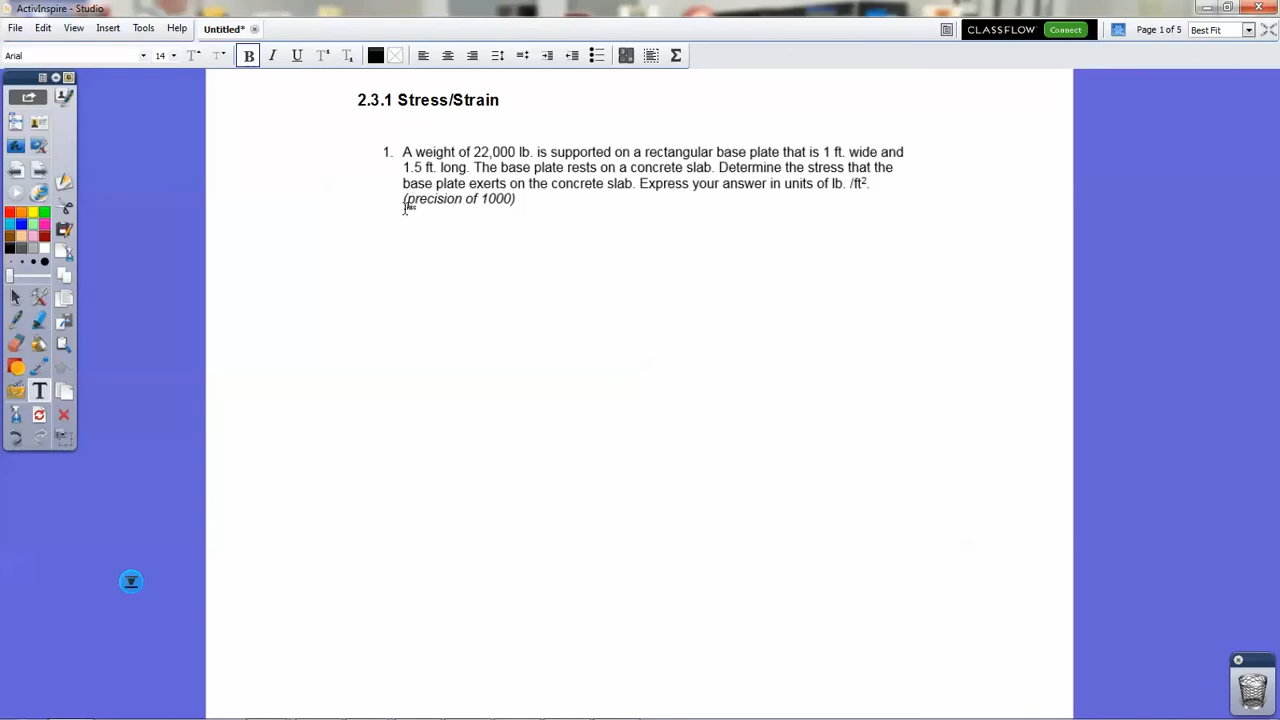 ActivInspire - Studio
File Edit View Insert Tools Help Untitled* CLASSFLOW Connect Page 1 of 5 Best Fit
Arial 14 B I U T T Σ
2.3.1 Stress/Strain
1. A weight of 22,000 lb. is supported on a rectangular base plate that is 1 ft. wide and
1.5 ft. long. The base plate rests on a concrete slab. Determine the stress that the
base plate exerts on the concrete slab. Express your answer in units of lb. /ft².
(precision of 1000)
T